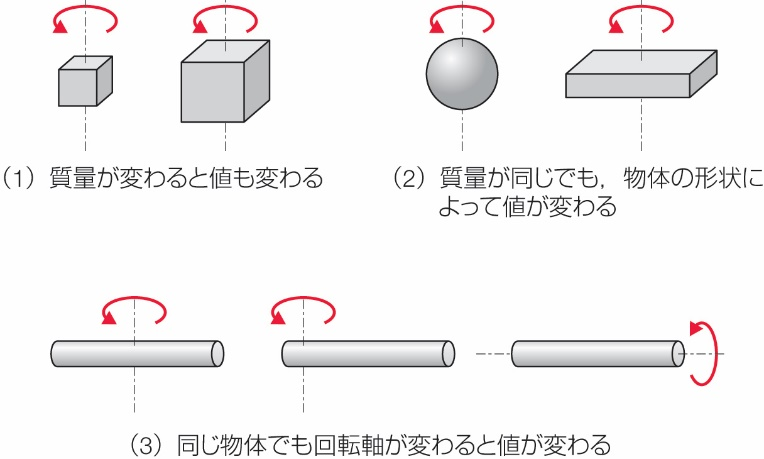 （1）質量が変わると値も変わる
（2）質量が同じでも，物体の形状に
よって値が変わる
（3）同じ物体でも回転軸が変わると値が変わる